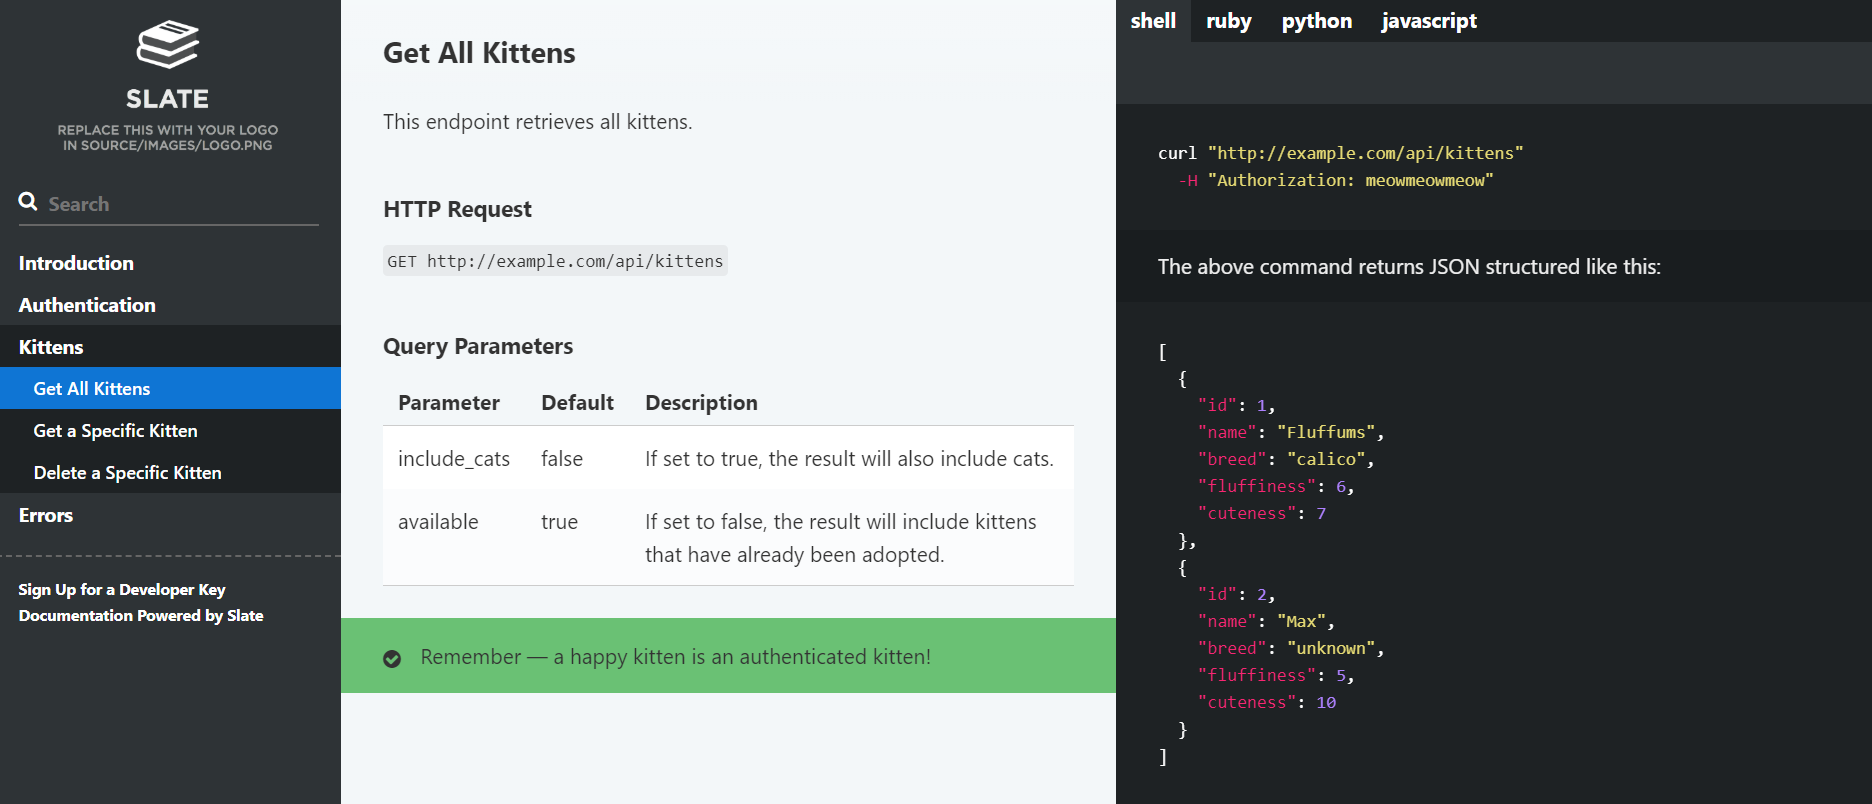 SLATE
REPLACE THIS WITH YOUR LOGO
IN SOURCE/IMAGES/LOGO.PNG
Search
Introduction
Authentication
Kittens
Get All Kittens
Get a Specific Kitten
Delete a Specific Kitten
Errors
Sign Up for a Developer Key
Documentation Powered by Slate
Get All Kittens
This endpoint retrieves all kittens.
HTTP Request
GET http://example.com/api/kittens
Query Parameters
Parameter Default Description
include_cats false If set to true, the result will also include cats.
available true If set to false, the result will include kittens
that have already been adopted.
Remember — a happy kitten is an authenticated kitten!
shell ruby python javascript
curl "http://example.com/api/kittens"
  -H "Authorization: meowmeowmeow"
The above command returns JSON structured like this:
[
  {
    "id": 1,
    "name": "Fluffums",
    "breed": "calico",
    "fluffiness": 6,
    "cuteness": 7
  },
  {
    "id": 2,
    "name": "Max",
    "breed": "unknown",
    "fluffiness": 5,
    "cuteness": 10
  }
]